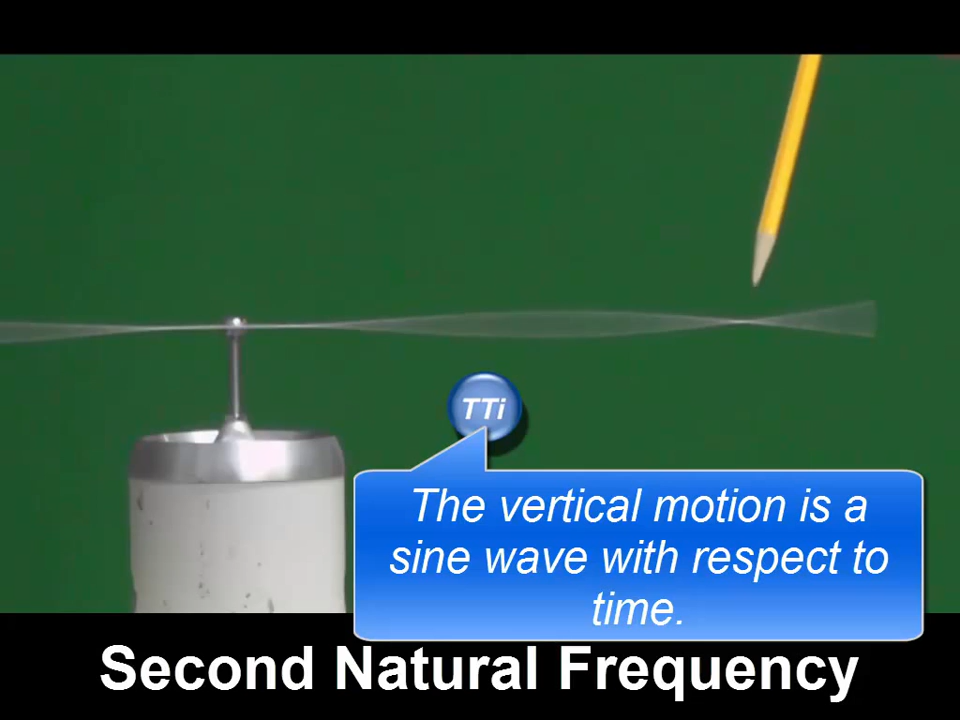 TTi
The vertical motion is a
sine wave with respect to
time.
Second Natural Frequency